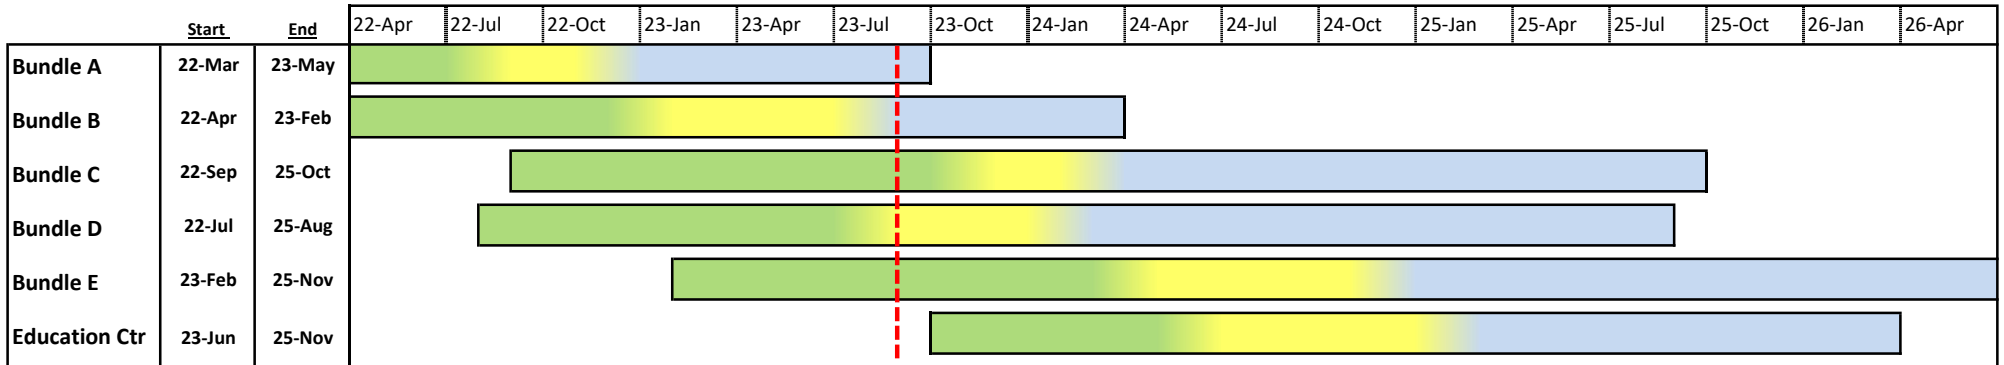 Start End 22-Apr 22-Jul 22-Oct 23-Jan 23-Apr 23-Jul 23-Oct 24-Jan 24-Apr 24-Jul 24-Oct 25-Jan 25-Apr 25-Jul 25-Oct 26-Jan 26-Apr
Bundle A 22-Mar 23-May
Bundle B 22-Apr 23-Feb
Bundle C 22-Sep 25-Oct
Bundle D 22-Jul 25-Aug
Bundle E 23-Feb 25-Nov
Education Ctr 23-Jun 25-Nov